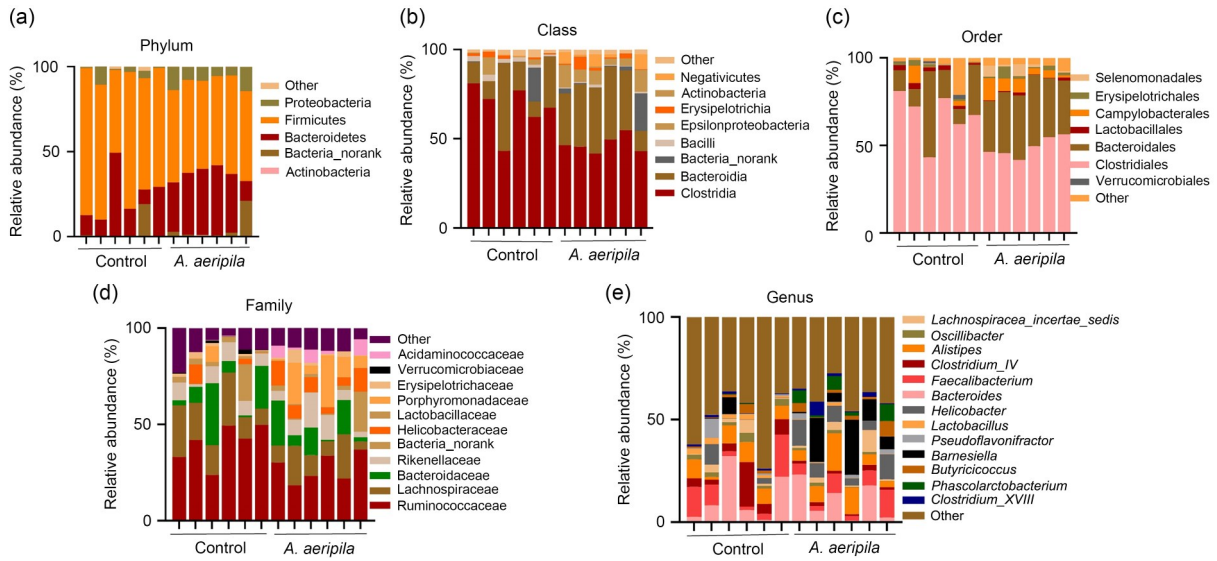 (a)
Phylum
Relative abundance (%)
100
50
0
Control
A. aeripila
Other
Proteobacteria
Firmicutes
Bacteroidetes
Bacteria_norank
Actinobacteria
(b)
Class
Relative abundance (%)
100
50
0
Control
A. aeripila
Other
Negativicutes
Actinobacteria
Erysipelotrichia
Epsilonproteobacteria
Bacilli
Bacteria_norank
Bacteroidia
Clostridia
(c)
Order
Relative abundance (%)
100
50
0
Control
A. aeripila
Selenomonadales
Erysipelotrichales
Campylobacterales
Lactobacillales
Bacteroidales
Clostridiales
Verrucomicrobiales
Other
(d)
Family
Relative abundance (%)
100
50
0
Control
A. aeripila
Other
Acidaminococcaceae
Verrucomicrobiaceae
Erysipelotrichaceae
Porphyromonadaceae
Lactobacillaceae
Helicobacteraceae
Bacteria_norank
Rikenellaceae
Bacteroidaceae
Lachnospiraceae
Ruminococcaceae
(e)
Genus
Relative abundance (%)
100
50
0
Control
A. aeripila
Lachnospiracea_incertae_sedis
Oscillibacter
Alistipes
Clostridium_IV
Faecalibacterium
Bacteroides
Helicobacter
Lactobacillus
Pseudoflavonifractor
Barnesiella
Butyricicoccus
Phascolarctobacterium
Clostridium_XVIII
Other